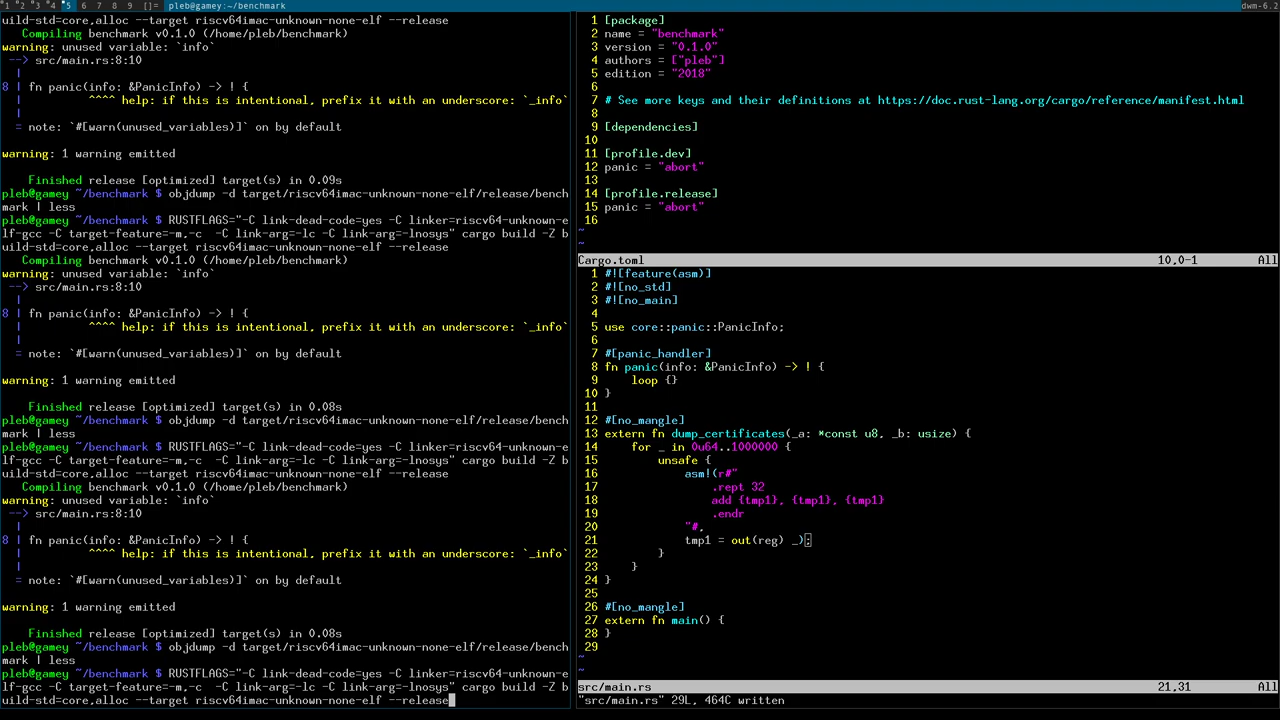 1 2 3 4 5 6 7 8 9 []= pleb@gamey:~/benchmark dwm-6.2
uild-std=core,alloc --target riscv64imac-unknown-none-elf --release
   Compiling benchmark v0.1.0 (/home/pleb/benchmark)
warning: unused variable: `info`
 --> src/main.rs:8:10
  |
8 | fn panic(info: &PanicInfo) -> ! {
  |          ^^^^ help: if this is intentional, prefix it with an underscore: `_info`
  |
  = note: `#[warn(unused_variables)]` on by default

warning: 1 warning emitted

    Finished release [optimized] target(s) in 0.09s
pleb@gamey ~/benchmark $ objdump -d target/riscv64imac-unknown-none-elf/release/bench
mark | less
pleb@gamey ~/benchmark $ RUSTFLAGS="-C link-dead-code=yes -C linker=riscv64-unknown-e
lf-gcc -C target-feature=-m,-c  -C link-arg=-lc -C link-arg=-lnosys" cargo build -Z b
uild-std=core,alloc --target riscv64imac-unknown-none-elf --release
   Compiling benchmark v0.1.0 (/home/pleb/benchmark)
warning: unused variable: `info`
 --> src/main.rs:8:10
  |
8 | fn panic(info: &PanicInfo) -> ! {
  |          ^^^^ help: if this is intentional, prefix it with an underscore: `_info`
  |
  = note: `#[warn(unused_variables)]` on by default

warning: 1 warning emitted

    Finished release [optimized] target(s) in 0.08s
pleb@gamey ~/benchmark $ objdump -d target/riscv64imac-unknown-none-elf/release/bench
mark | less
pleb@gamey ~/benchmark $ RUSTFLAGS="-C link-dead-code=yes -C linker=riscv64-unknown-e
lf-gcc -C target-feature=-m,-c  -C link-arg=-lc -C link-arg=-lnosys" cargo build -Z b
uild-std=core,alloc --target riscv64imac-unknown-none-elf --release
   Compiling benchmark v0.1.0 (/home/pleb/benchmark)
warning: unused variable: `info`
 --> src/main.rs:8:10
  |
8 | fn panic(info: &PanicInfo) -> ! {
  |          ^^^^ help: if this is intentional, prefix it with an underscore: `_info`
  |
  = note: `#[warn(unused_variables)]` on by default

warning: 1 warning emitted

    Finished release [optimized] target(s) in 0.08s
pleb@gamey ~/benchmark $ objdump -d target/riscv64imac-unknown-none-elf/release/bench
mark | less
pleb@gamey ~/benchmark $ RUSTFLAGS="-C link-dead-code=yes -C linker=riscv64-unknown-e
lf-gcc -C target-feature=-m,-c  -C link-arg=-lc -C link-arg=-lnosys" cargo build -Z b
uild-std=core,alloc --target riscv64imac-unknown-none-elf --release
 1 [package]
 2 name = "benchmark"
 3 version = "0.1.0"
 4 authors = ["pleb"]
 5 edition = "2018"
 6
 7 # See more keys and their definitions at https://doc.rust-lang.org/cargo/reference/manifest.html
 8
 9 [dependencies]
10
11 [profile.dev]
12 panic = "abort"
13
14 [profile.release]
15 panic = "abort"
16
~
~
Cargo.toml 10,0-1 All
 1 #![feature(asm)]
 2 #![no_std]
 3 #![no_main]
 4
 5 use core::panic::PanicInfo;
 6
 7 #[panic_handler]
 8 fn panic(info: &PanicInfo) -> ! {
 9     loop {}
10 }
11
12 #[no_mangle]
13 extern fn dump_certificates(_a: *const u8, _b: usize) {
14     for _ in 0u64..1000000 {
15         unsafe {
16             asm!(r#"
17                 .rept 32
18                 add {tmp1}, {tmp1}, {tmp1}
19                 .endr
20             "#,
21             tmp1 = out(reg) _);
22         }
23     }
24 }
25
26 #[no_mangle]
27 extern fn main() {
28 }
29
~
~
src/main.rs 21,31 All
"src/main.rs" 29L, 464C written